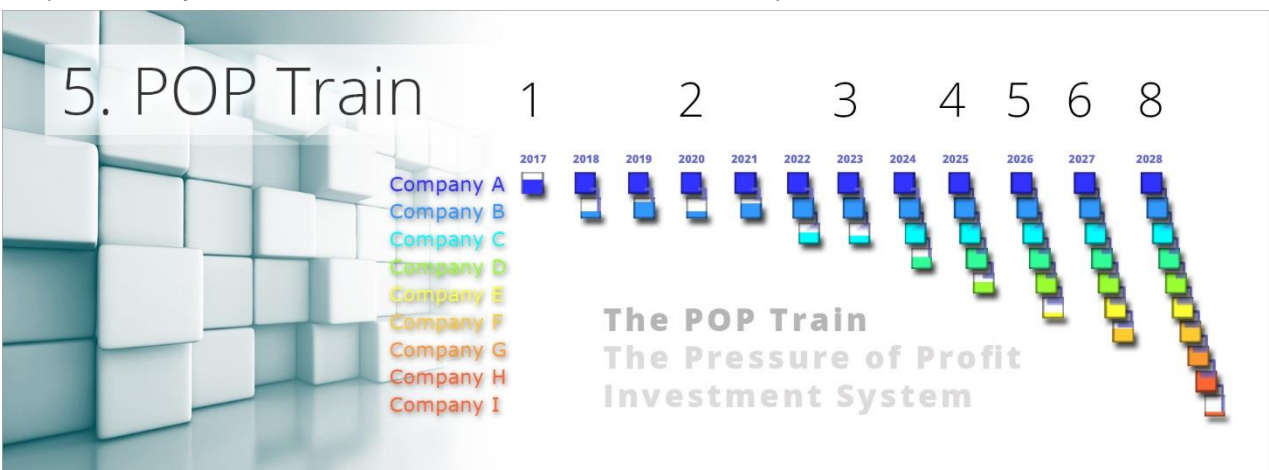 5. POP Train
1 2 3 4 5 6 8
2017 2018 2019 2020 2021 2022 2023 2024 2025 2026 2027 2028
Company A
Company B
Company C
Company D
Company E
Company F
Company G
Company H
Company I
The POP Train
The Pressure of Profit
Investment System